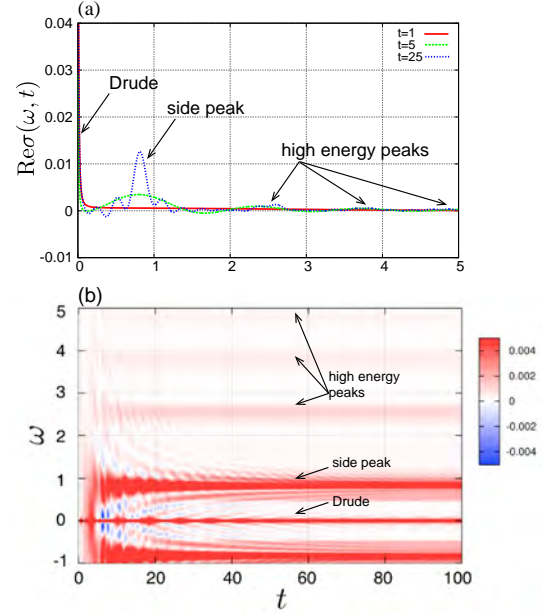 (a)
0.04
0.03
0.02
0.01
0
-0.01
Reσ(ω, t)
t=1
t=5
t=25
Drude
side peak
high energy peaks
0 1 2 3 4 5
(b)
5
4
3
2
1
0
-1
ω
high energy
peaks
side peak
Drude
0 20 40 60 80 100
t
0.004
0.002
0
-0.002
-0.004